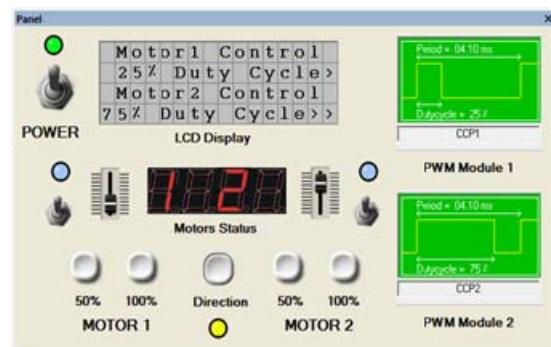 Panel
Motor1 Control
25% Duty Cycle>
Motor2 Control
75% Duty Cycle>>
LCD Display
POWER
Period = 04.10 ms
Dutycycle = 25 %
CCP1
PWM Module 1
1 2
Motors Status
50% 100% Direction 50% 100%
MOTOR 1 MOTOR 2
Period = 04.10 ms
Dutycycle = 75 %
CCP2
PWM Module 2